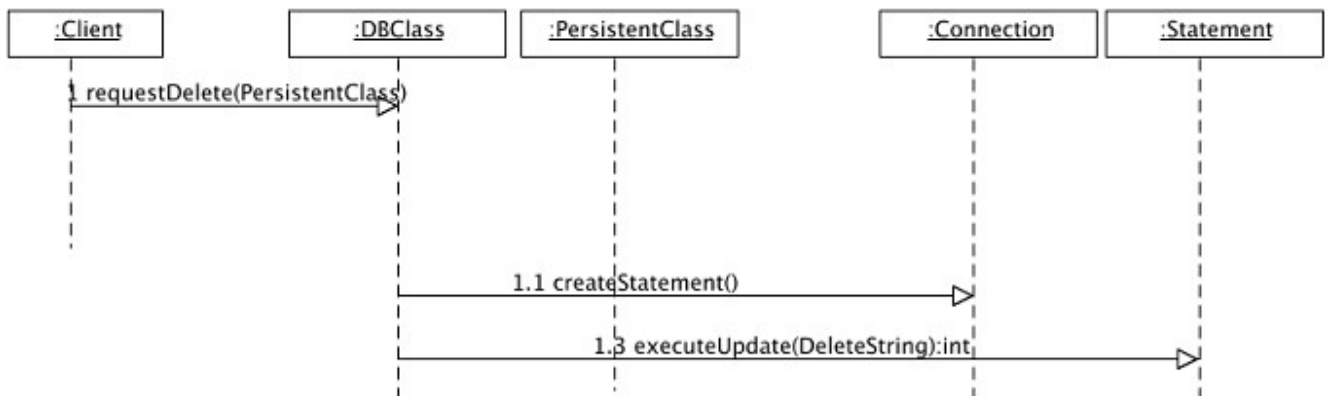 :Client
:DBClass
:PersistentClass
:Connection
:Statement
1 requestDelete(PersistentClass)
1.1 createStatement()
1.3 executeUpdate(DeleteString):int